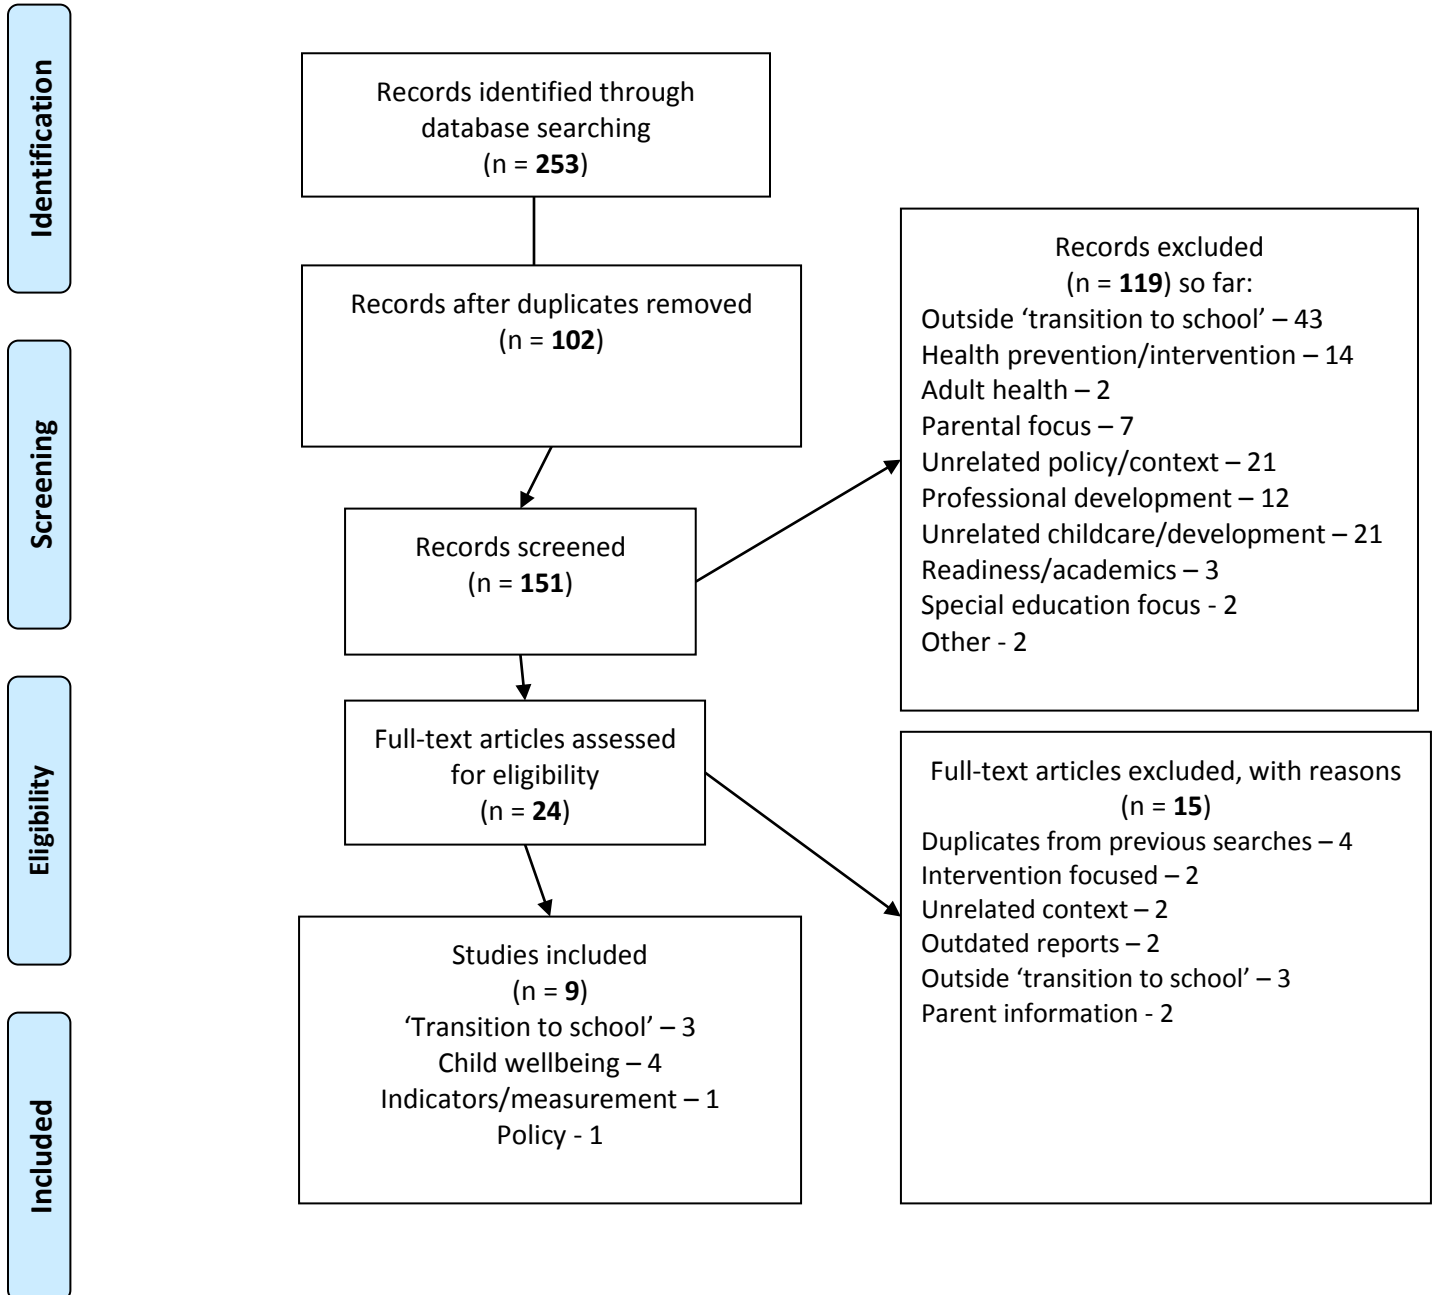 Identification
Records identified through
database searching
(n = 253)
Records after duplicates removed
(n = 102)
Records excluded
(n = 119) so far:
Outside ‘transition to school’ – 43
Health prevention/intervention – 14
Adult health – 2
Parental focus – 7
Unrelated policy/context – 21
Professional development – 12
Unrelated childcare/development – 21
Readiness/academics – 3
Special education focus - 2
Other - 2
Screening
Records screened
(n = 151)
Eligibility
Full-text articles assessed
for eligibility
(n = 24)
Full-text articles excluded, with reasons
(n = 15)
Duplicates from previous searches – 4
Intervention focused – 2
Unrelated context – 2
Outdated reports – 2
Outside ‘transition to school’ – 3
Parent information - 2
Included
Studies included
(n = 9)
‘Transition to school’ – 3
Child wellbeing – 4
Indicators/measurement – 1
Policy - 1